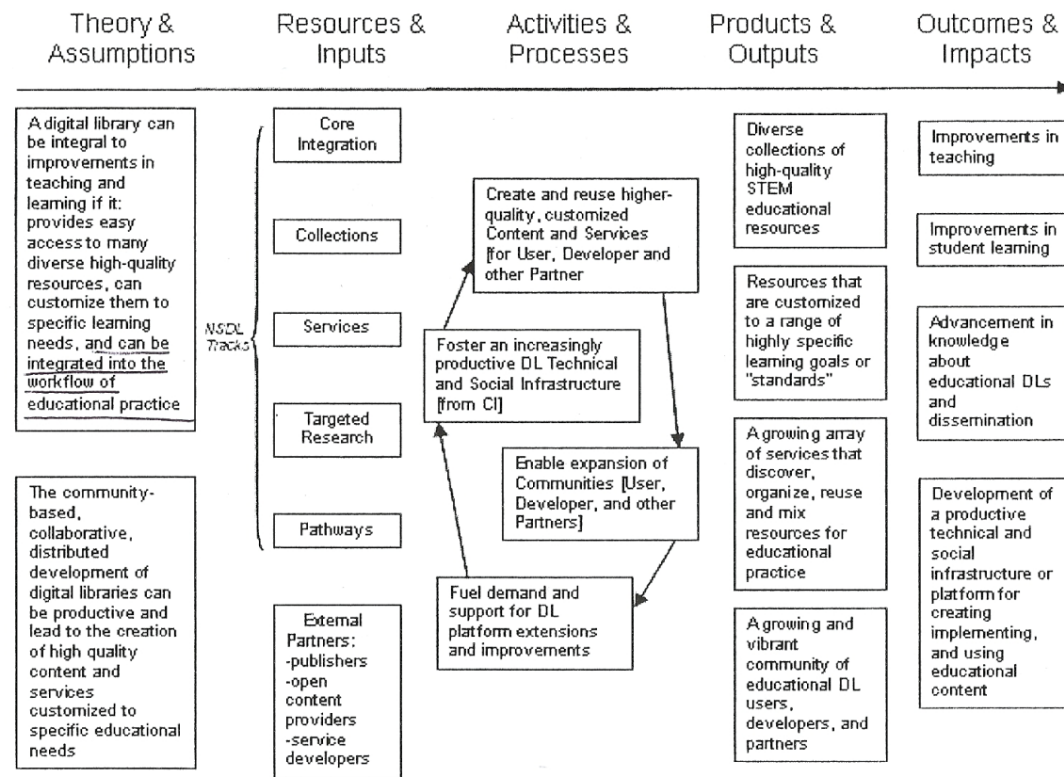 Theory &
Assumptions
Resources &
Inputs
Activities &
Processes
Products &
Outputs
Outcomes &
Impacts
A digital library can
be integral to
improvements in
teaching and
learning if it:
provides easy
access to many
diverse high-quality
resources, can
customize them to
specific learning
needs, and can be
integrated into the
workflow of
educational practice
The community-
based,
collaborative,
distributed
development of
digital libraries can
be productive and
lead to the creation
of high quality
content and
services
customized to
specific educational
needs
NSDL
Tracks
Core
Integration
Collections
Services
Targeted
Research
Pathways
External
Partners:
-publishers
-open
content
providers
-service
developers
Create and reuse higher-
quality, customized
Content and Services
[for User, Developer and
other Partner
Foster an increasingly
productive DL Technical
and Social Infrastructure
[from CI]
Enable expansion of
Communities [User,
Developer, and other
Partners]
Fuel demand and
support for DL
platform extensions
and improvements
Diverse
collections of
high-quality
STEM
educational
resources
Resources that
are customized
to a range of
highly specific
learning goals or
"standards"
A growing array
of services that
discover,
organize, reuse
and mix
resources for
educational
practice
A growing and
vibrant
community of
educational DL
users,
developers, and
partners
Improvements in
teaching
Improvements in
student learning
Advancement in
knowledge
about
educational DLs
and
dissemination
Development of
a productive
technical and
social
infrastructure or
platform for
creating
implementing,
and using
educational
content